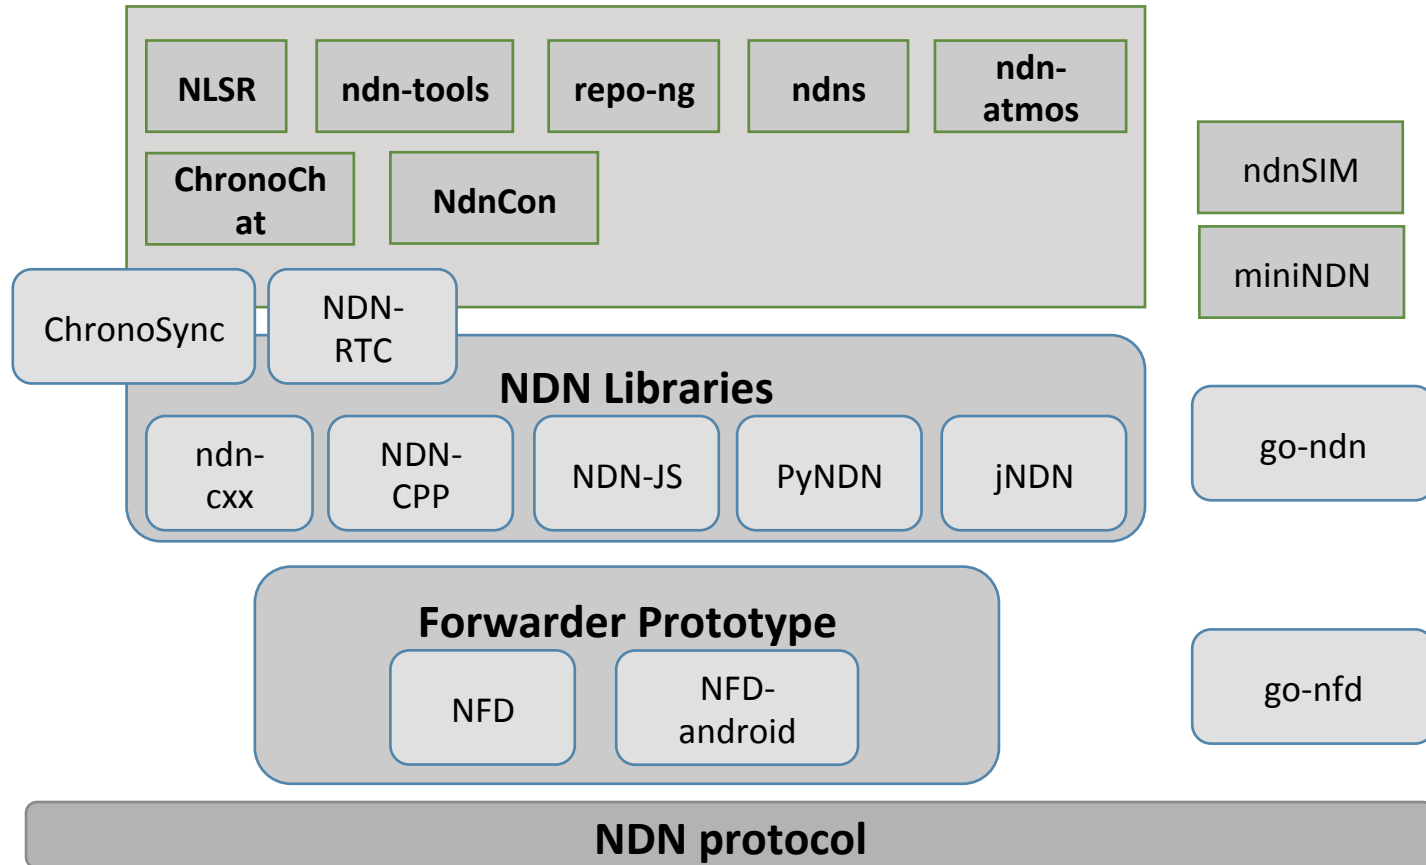 NLSR
ndn-tools
repo-ng
ndns
ndn-
atmos
ChronoCh
at
NdnCon
ndnSIM
miniNDN
ChronoSync
NDN-
RTC
NDN Libraries
ndn-
cxx
NDN-
CPP
NDN-JS
PyNDN
jNDN
go-ndn
Forwarder Prototype
NFD
NFD-
android
go-nfd
NDN protocol